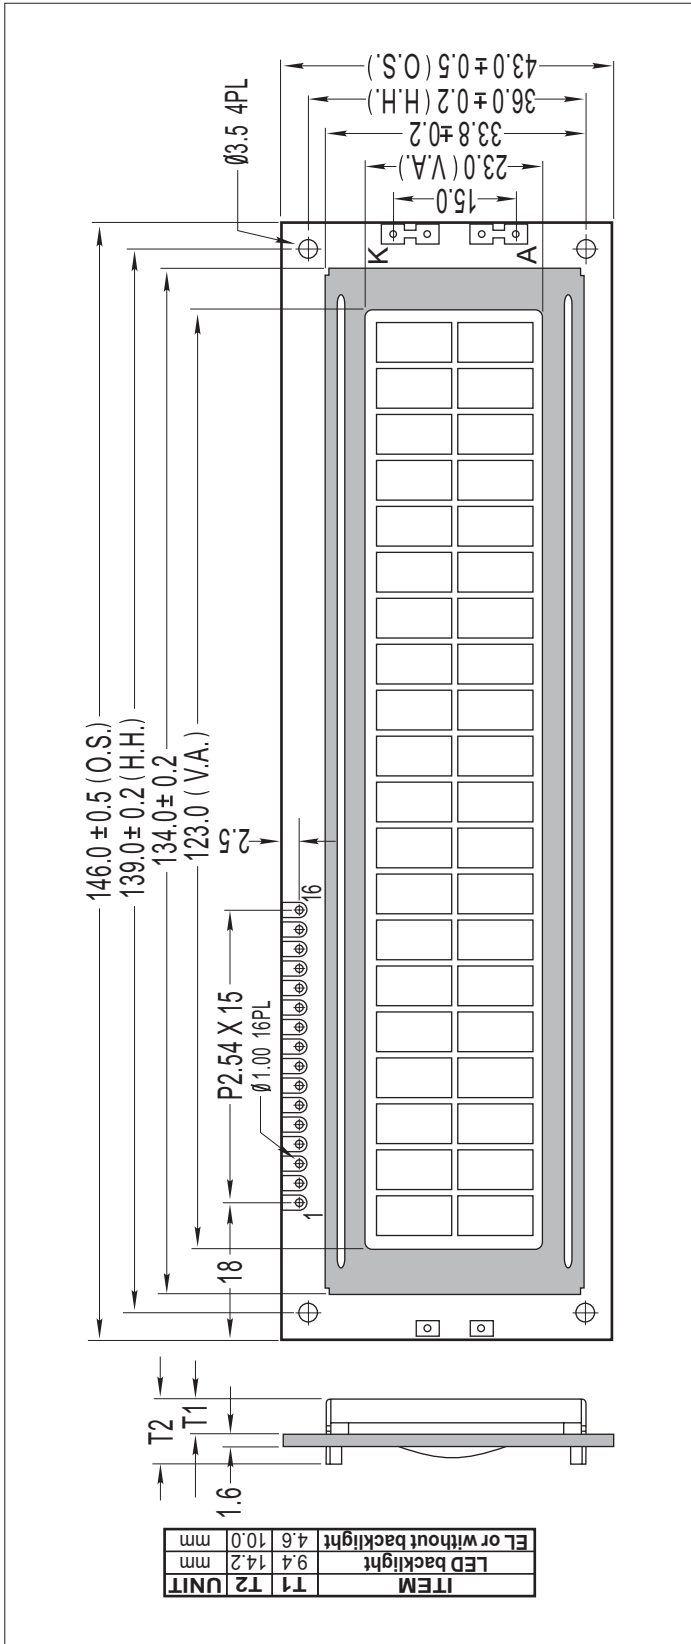 43.0 ± 0.5 ( O.S. )
36.0 ± 0.2 ( H.H. )
33.8 ±0.2
23.0 ( V.A. )
15.0
Ø3.5 4PL
K
A
146.0 ± 0.5 ( O.S.)
139.0 ± 0.2 ( H.H.)
134.0 ± 0.2
123.0 ( V.A.)
2.5
16
P2.54 X 15
Ø 1.00 16PL
1
18
T2
T1
1.6
ITEM T1 T2 UNIT
LED backlight 9.4 14.2 mm
EL or without backlight 4.6 10.0 mm